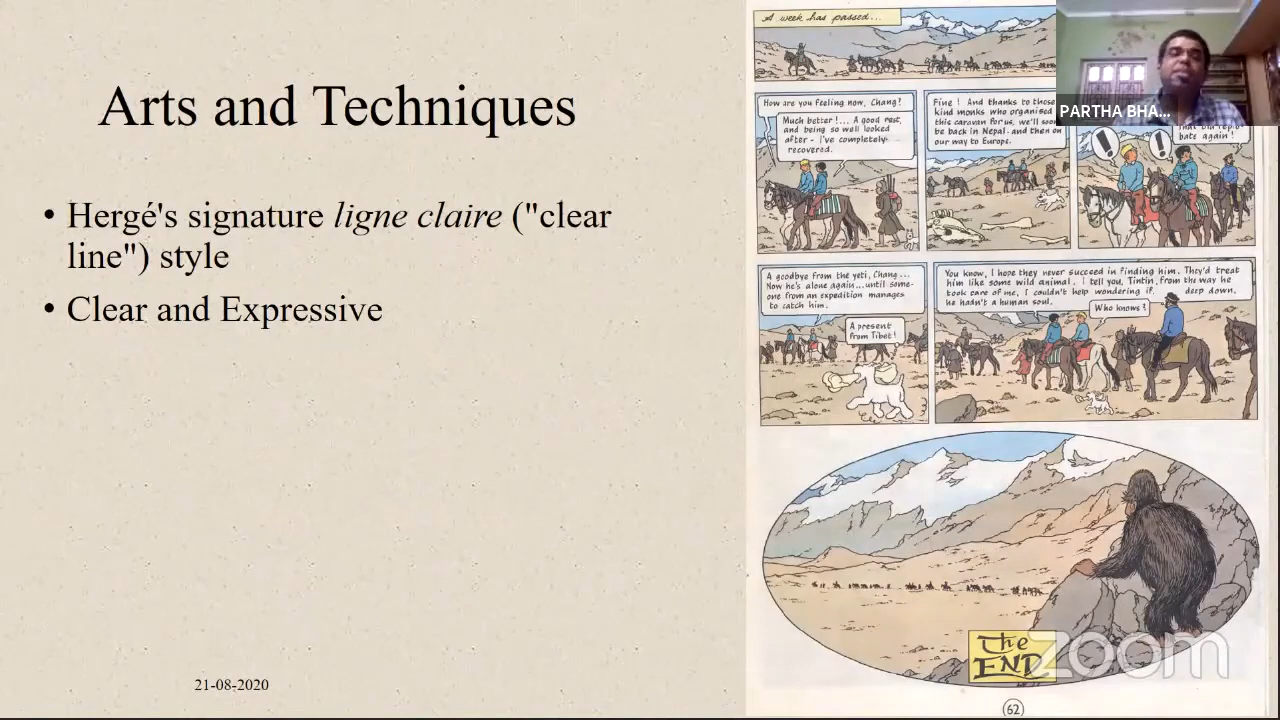 Arts and Techniques
• Hergé's signature ligne claire ("clear
line") style
• Clear and Expressive
21-08-2020
A week has passed...
How are you feeling now, Chang?
Much better!... A good rest,
and being so well looked
after - I've completely
recovered.
Fine! And thanks to those
kind monks who organised
this caravan for us, we'll soon
be back in Nepal - and then on
our way to Europe.
bate again!
A goodbye from the yeti, Chang...
Now he's alone again... until some-
one from an expedition manages
to catch him.
A present
from Tibet!
You know, I hope they never succeed in finding him. They'd treat
him like some wild animal. I tell you, Tintin, from the way he
took care of me, I couldn't help wondering if, deep down,
he hadn't a human soul.
Who knows?
The
END
62
PARTHA BHA...
zoom